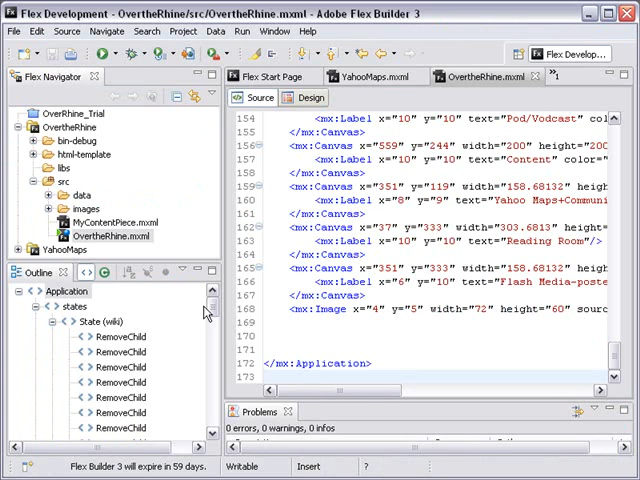 Flex Development - OvertheRhine/src/OvertheRhine.mxml - Adobe Flex Builder 3
File Edit Source Navigate Search Project Data Run Window Help
Flex Develop...
Flex Navigator
OverRhine_Trial
OvertheRhine
bin-debug
html-template
libs
src
data
images
MyContentPiece.mxml
OvertheRhine.mxml
YahooMaps
Outline
Application
states
State (wiki)
RemoveChild
RemoveChild
RemoveChild
RemoveChild
RemoveChild
RemoveChild
RemoveChild
Flex Start Page YahooMaps.mxml OvertheRhine.mxml »1
Source Design
154 <mx:Label x="10" y="10" text="Pod/Vodcast" colo
155 </mx:Canvas>
156 <mx:Canvas x="559" y="244" width="200" height="200
157 <mx:Label x="10" y="10" text="Content" color="
158 </mx:Canvas>
159 <mx:Canvas x="351" y="119" width="158.68132" heigh
160 <mx:Label x="8" y="9" text="Yahoo Maps+Communi
161 </mx:Canvas>
162 <mx:Canvas x="37" y="333" width="303.6813" height=
163 <mx:Label x="10" y="10" text="Reading Room"/>
164 </mx:Canvas>
165 <mx:Canvas x="351" y="333" width="158.68132" heigh
166 <mx:Label x="6" y="10" text="Flash Media-poste
167 </mx:Canvas>
168 <mx:Image x="4" y="5" width="72" height="60" sourc
169
170
171
172 </mx:Application>
173
Problems
0 errors, 0 warnings, 0 infos
Flex Builder 3 will expire in 59 days. Writable Insert ?